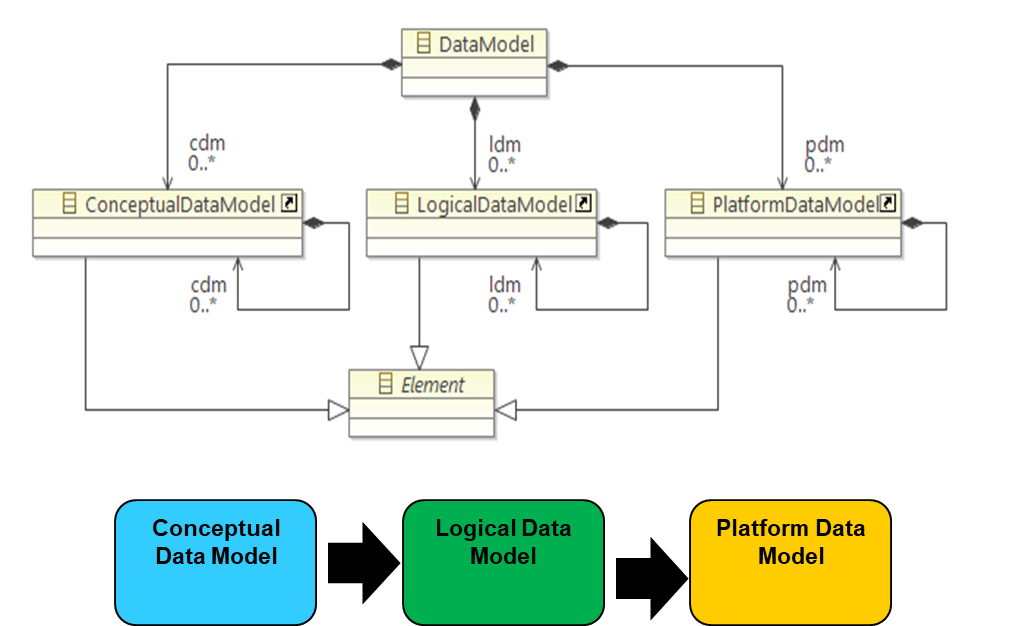 DataModel
cdm
0..*
ldm
0..*
pdm
0..*
ConceptualDataModel
LogicalDataModel
PlatformDataModel
cdm
0..*
ldm
0..*
pdm
0..*
Element
Conceptual
Data Model
Logical Data
Model
Platform Data
Model